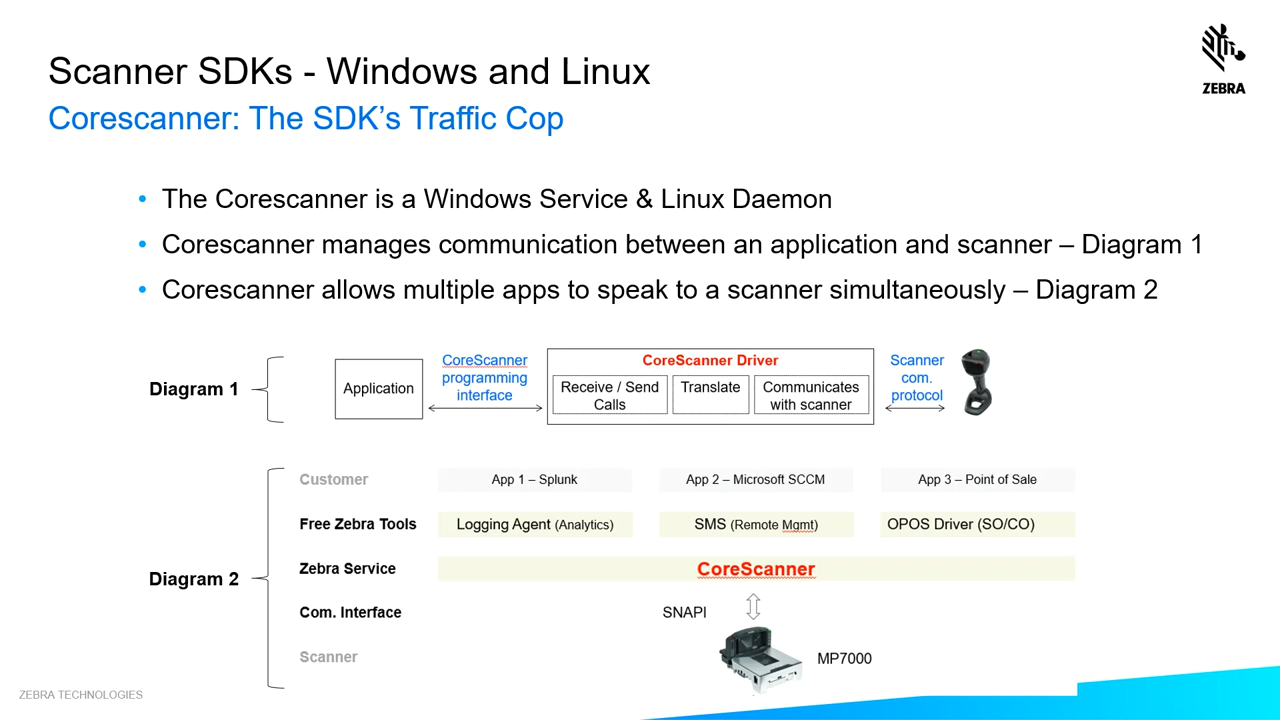 ZEBRA
Scanner SDKs - Windows and Linux
Corescanner: The SDK's Traffic Cop
• The Corescanner is a Windows Service & Linux Daemon
• Corescanner manages communication between an application and scanner – Diagram 1
• Corescanner allows multiple apps to speak to a scanner simultaneously – Diagram 2
Diagram 1
Application
CoreScanner
programming
interface
CoreScanner Driver
Receive / Send
Calls
Translate
Communicates
with scanner
Scanner
com.
protocol
Diagram 2
Customer
App 1 – Splunk
App 2 – Microsoft SCCM
App 3 – Point of Sale
Free Zebra Tools
Logging Agent (Analytics)
SMS (Remote Mgmt)
OPOS Driver (SO/CO)
Zebra Service
CoreScanner
Com. Interface
SNAPI
Scanner
MP7000
ZEBRA TECHNOLOGIES